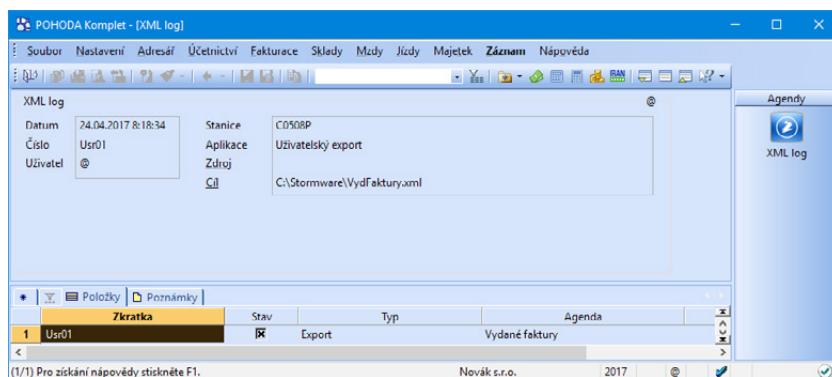 POHODA Komplet - [XML log]
Soubor Nastavení Adresář Účetnictví Fakturace Sklady Mzdy Jízdy Majetek Záznam Nápověda
XML log @
Datum 24.04.2017 8:18:34 Stanice C0508P
Číslo Usr01 Aplikace Uživatelský export
Uživatel @ Zdroj
Cíl C:\Stormware\VydFaktury.xml
Agendy
XML log
Položky Poznámky
Zkratka Stav Typ Agenda
1 Usr01 Export Vydané faktury
(1/1) Pro získání nápovědy stiskněte F1. Novák s.r.o. 2017 @